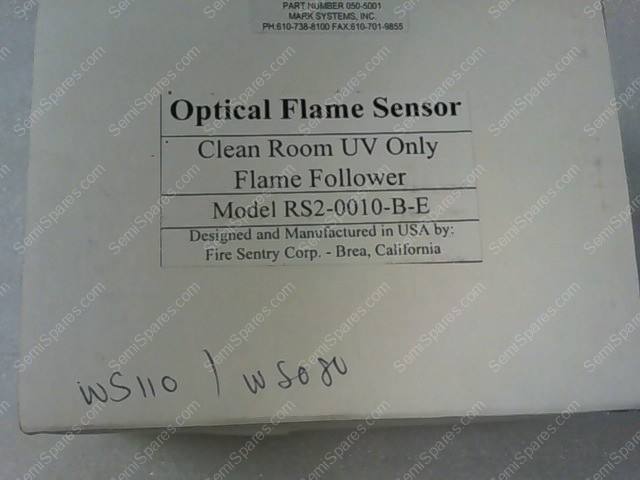 PART NUMBER 050-5001
MARX SYSTEMS, INC.
PH:610-738-8100 FAX:610-701-9855
Optical Flame Sensor
Clean Room UV Only
Flame Follower
Model RS2-0010-B-E
Designed and Manufactured in USA by:
Fire Sentry Corp. - Brea, California
WS110 / WS080
SemiSpares.com